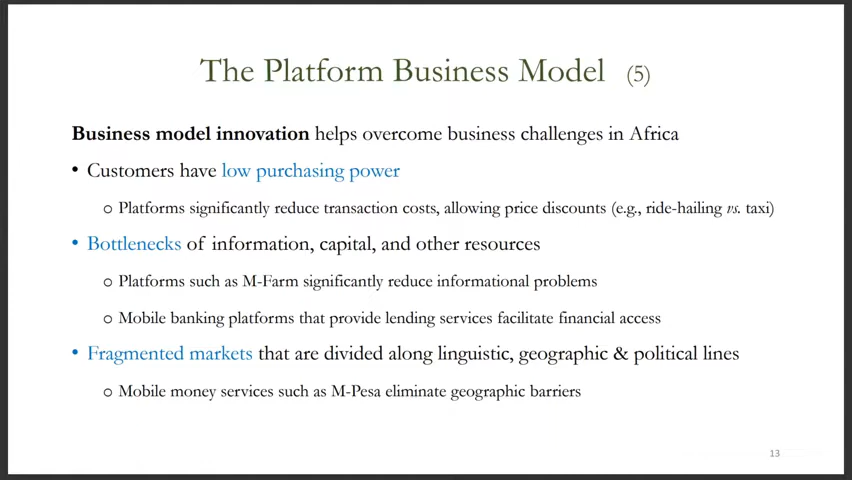 The Platform Business Model (5)
Business model innovation helps overcome business challenges in Africa
• Customers have low purchasing power
o Platforms significantly reduce transaction costs, allowing price discounts (e.g., ride-hailing vs. taxi)
• Bottlenecks of information, capital, and other resources
o Platforms such as M-Farm significantly reduce informational problems
o Mobile banking platforms that provide lending services facilitate financial access
• Fragmented markets that are divided along linguistic, geographic & political lines
o Mobile money services such as M-Pesa eliminate geographic barriers
13